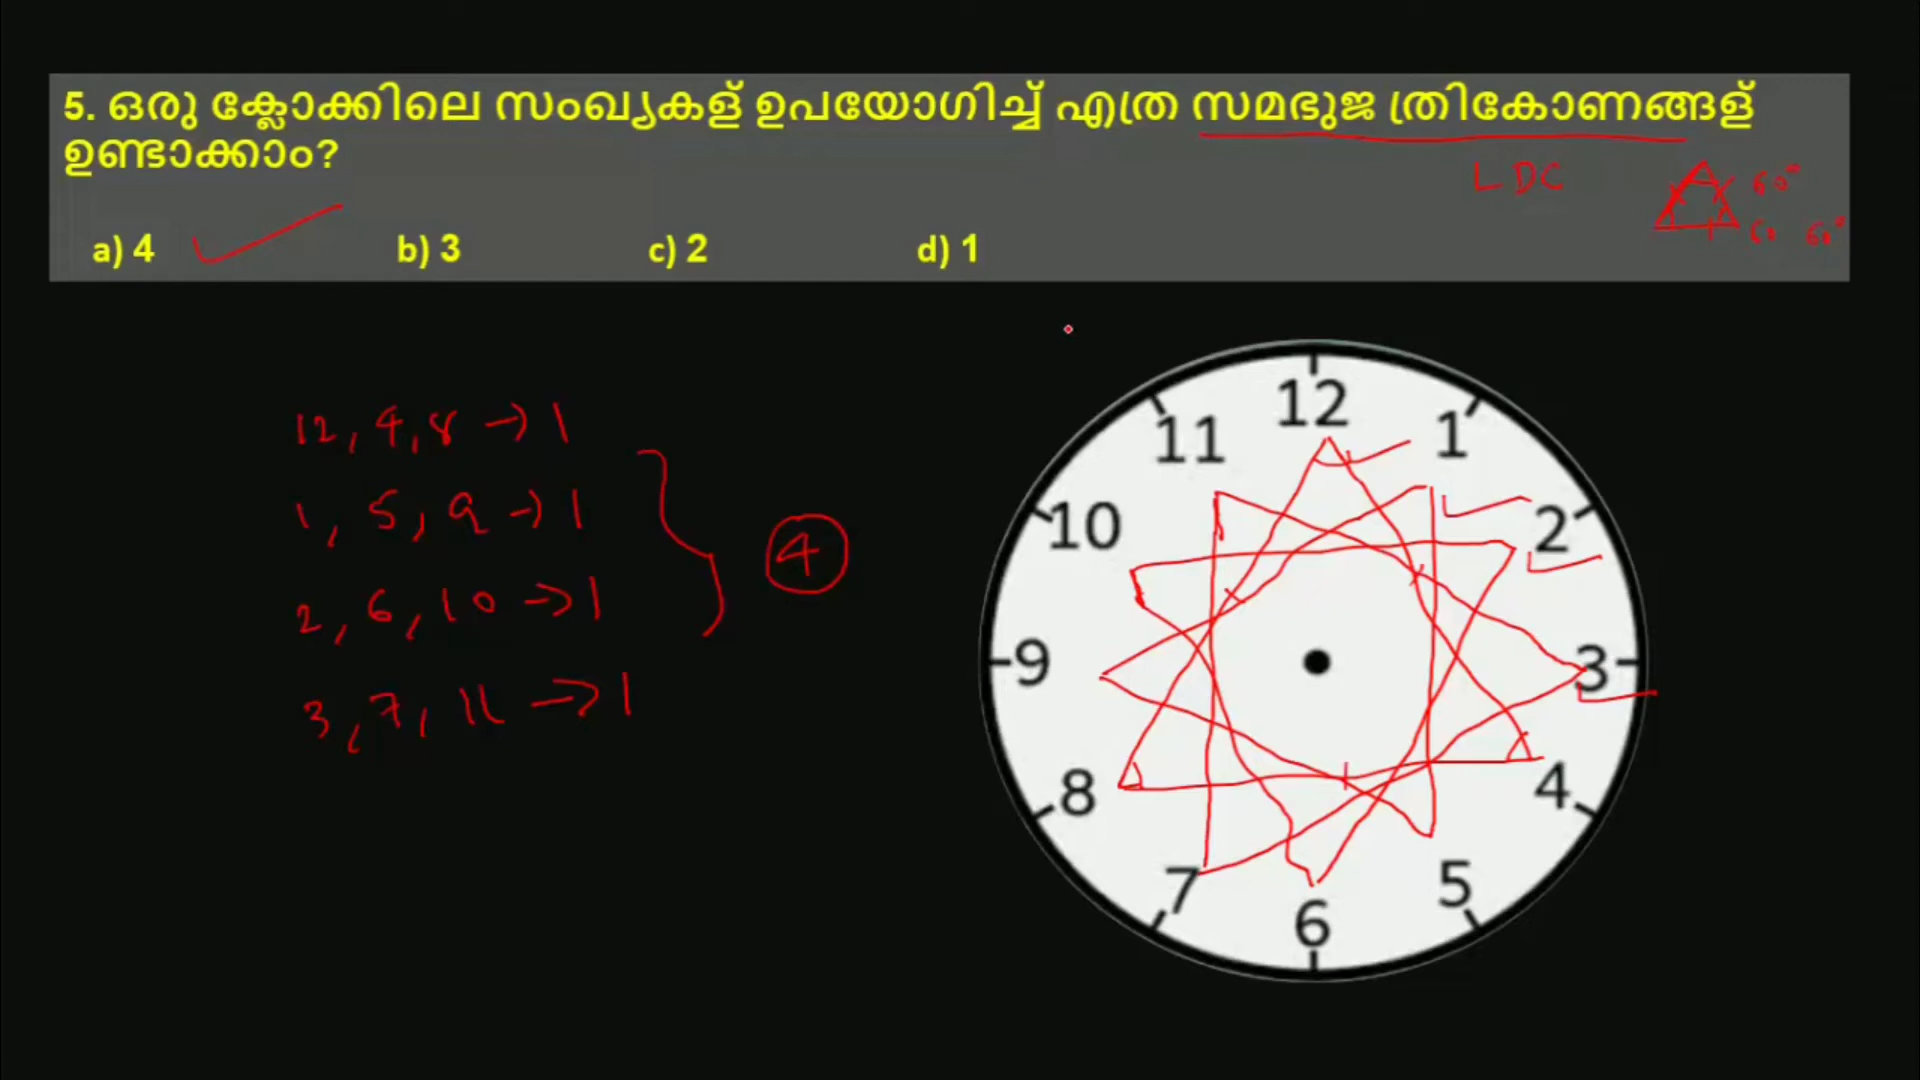 5. ഒരു ക്ലോക്കിലെ സംഖ്യകള് ഉപയോഗിച്ച് എത്ര സമഭുജ ത്രികോണങ്ങള്
ഉണ്ടാക്കാം?
LDC
60°
60 60°
a) 4 b) 3 c) 2 d) 1
12, 4, 8 → 1
1, 5, 9 → 1
2, 6, 10 → 1
3, 7, 11 → 1
4
12
11 1
10 2
9 3
8 4
7 5
6